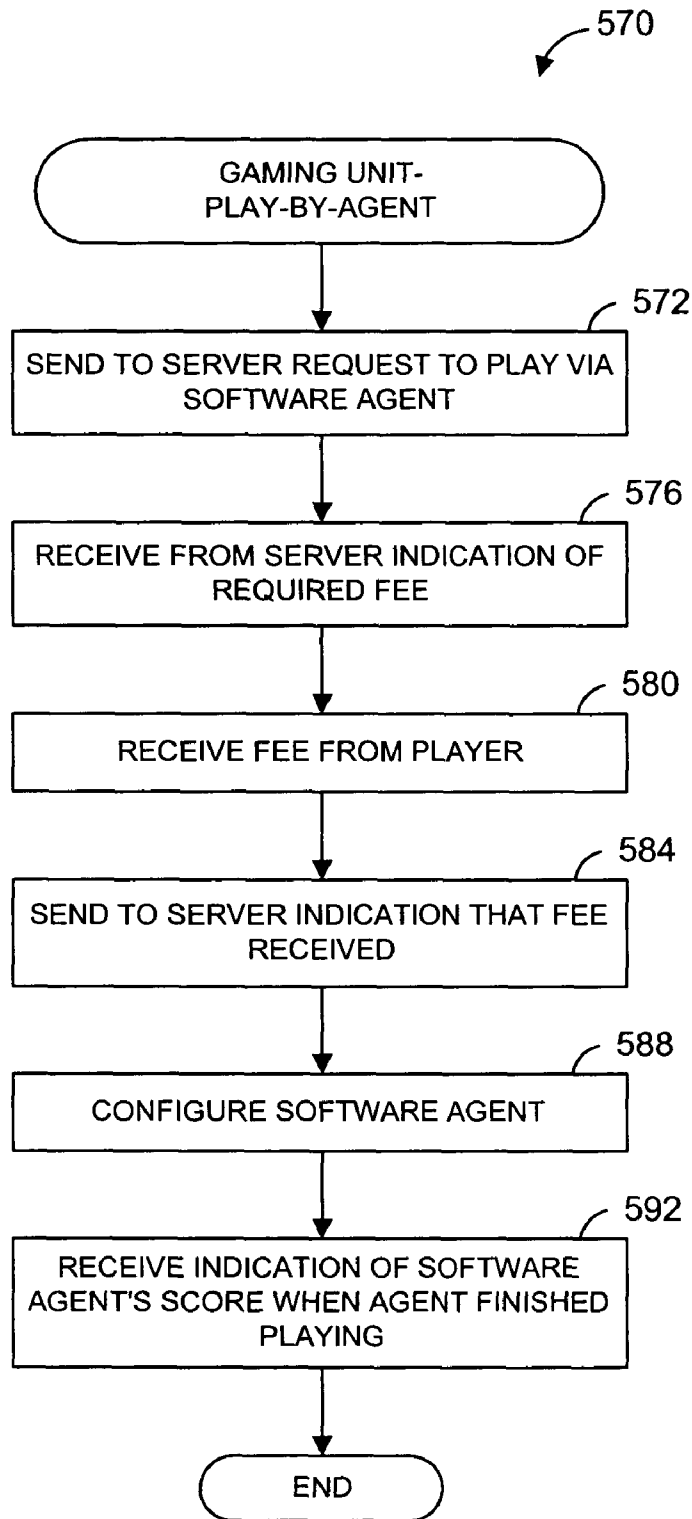 570
GAMING UNIT-
PLAY-BY-AGENT
572
SEND TO SERVER REQUEST TO PLAY VIA
SOFTWARE AGENT
576
RECEIVE FROM SERVER INDICATION OF
REQUIRED FEE
580
RECEIVE FEE FROM PLAYER
584
SEND TO SERVER INDICATION THAT FEE
RECEIVED
588
CONFIGURE SOFTWARE AGENT
592
RECEIVE INDICATION OF SOFTWARE
AGENT'S SCORE WHEN AGENT FINISHED
PLAYING
END